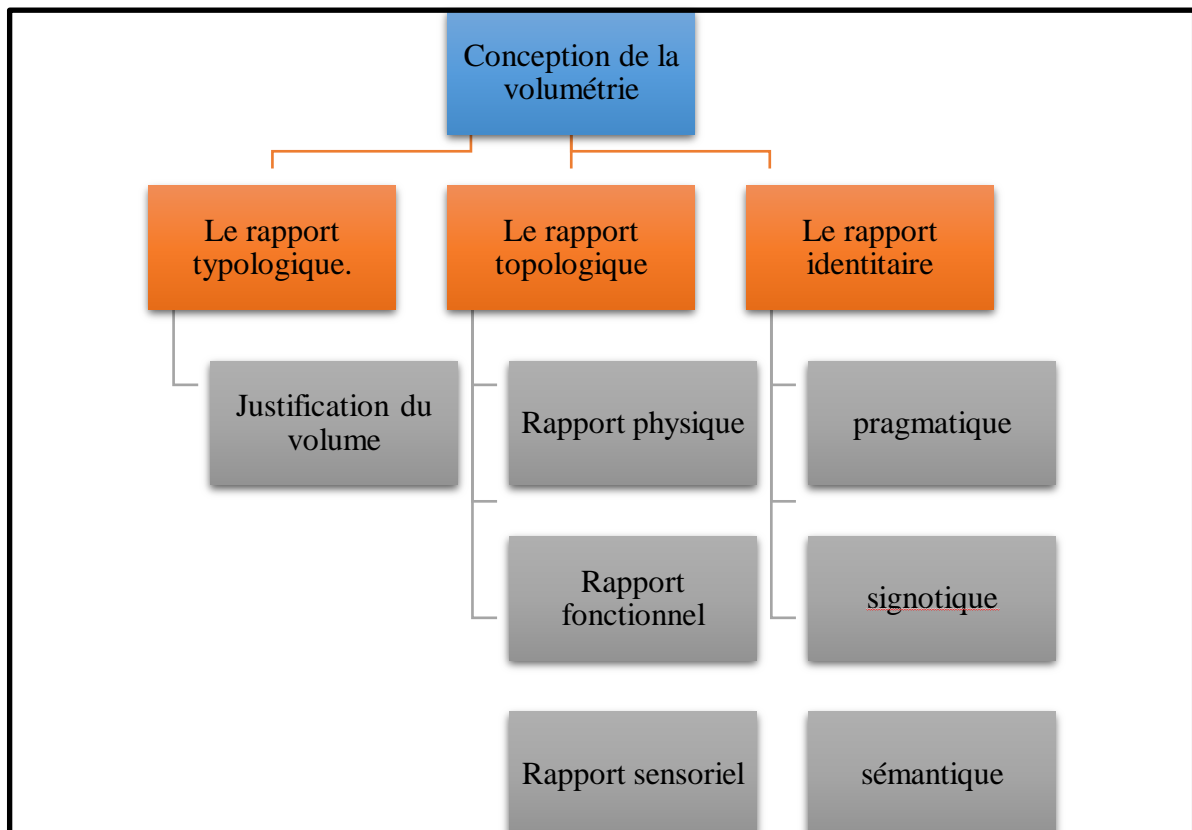 Conception de la
volumétrie
Le rapport
typologique.
Le rapport
topologique
Le rapport
identitaire
Justification du
volume
Rapport physique
pragmatique
Rapport
fonctionnel
signotique
Rapport sensoriel
sémantique